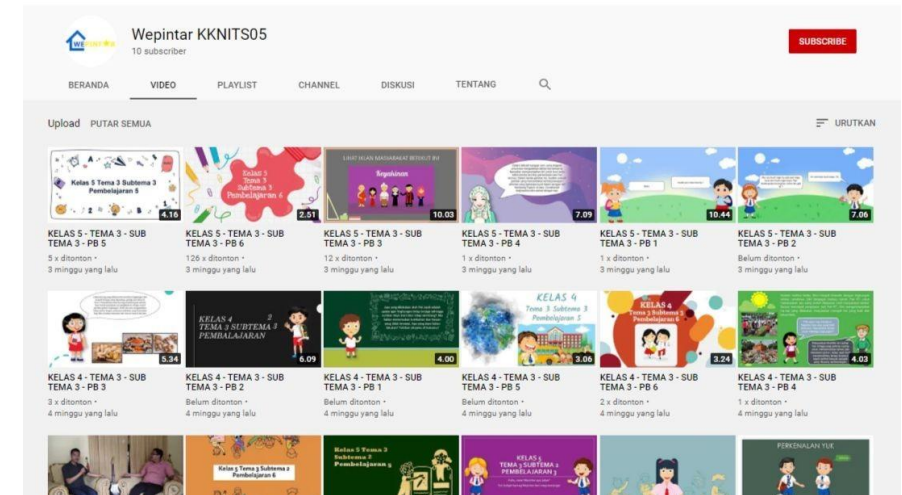 WEPINTAR
Wepintar KKNITS05
10 subscriber
SUBSCRIBE
BERANDA VIDEO PLAYLIST CHANNEL DISKUSI TENTANG
Upload PUTAR SEMUA URUTKAN
Kelas 5 Tema 3 Subtema 3
Pembelajaran 5
4.16
Kelas 5
Tema 3
Subtema 3
Pembelajaran 6
2.51
Kegahiran
10.03
7.09
10.44
7.06
KELAS 5 - TEMA 3 - SUB
TEMA 3 - PB 5
5 x ditonton •
3 minggu yang lalu
KELAS 5 - TEMA 3 - SUB
TEMA 3 - PB 6
126 x ditonton •
3 minggu yang lalu
KELAS 5 - TEMA 3 - SUB
TEMA 3 - PB 3
12 x ditonton •
3 minggu yang lalu
KELAS 5 - TEMA 3 - SUB
TEMA 3 - PB 4
1 x ditonton •
3 minggu yang lalu
KELAS 5 - TEMA 3 - SUB
TEMA 3 - PB 1
1 x ditonton •
3 minggu yang lalu
KELAS 5 - TEMA 3 - SUB
TEMA 3 - PB 2
Belum ditonton •
3 minggu yang lalu
5.34
KELAS 4 2
TEMA 3 SUBTEMA 3
PEMBALAJARAN
6.09
4.00
KELAS 4
Tema 3 Subtema 3
Pembelajaran 5
3.06
KELAS 4
Tema 3 Subtema 3
Pembelajaran 6
3.24
4.03
KELAS 4 - TEMA 3 - SUB
TEMA 3 - PB 3
3 x ditonton •
4 minggu yang lalu
KELAS 4 - TEMA 3 - SUB
TEMA 3 - PB 2
Belum ditonton •
4 minggu yang lalu
KELAS 4 - TEMA 3 - SUB
TEMA 3 - PB 1
Belum ditonton •
4 minggu yang lalu
KELAS 4 - TEMA 3 - SUB
TEMA 3 - PB 5
Belum ditonton •
4 minggu yang lalu
KELAS 4 - TEMA 3 - SUB
TEMA 3 - PB 6
2 x ditonton •
4 minggu yang lalu
KELAS 4 - TEMA 3 - SUB
TEMA 3 - PB 4
1 x ditonton •
4 minggu yang lalu
Kelas 5 Tema 3 Subtema 2
Pembelajaran 6
Kelas 5 Tema 3
Subtema 2
Pembelajaran 5
KELAS 5
TEMA 3 SUBTEMA 2
PEMBELAJARAN 3
PERKENALAN YUK